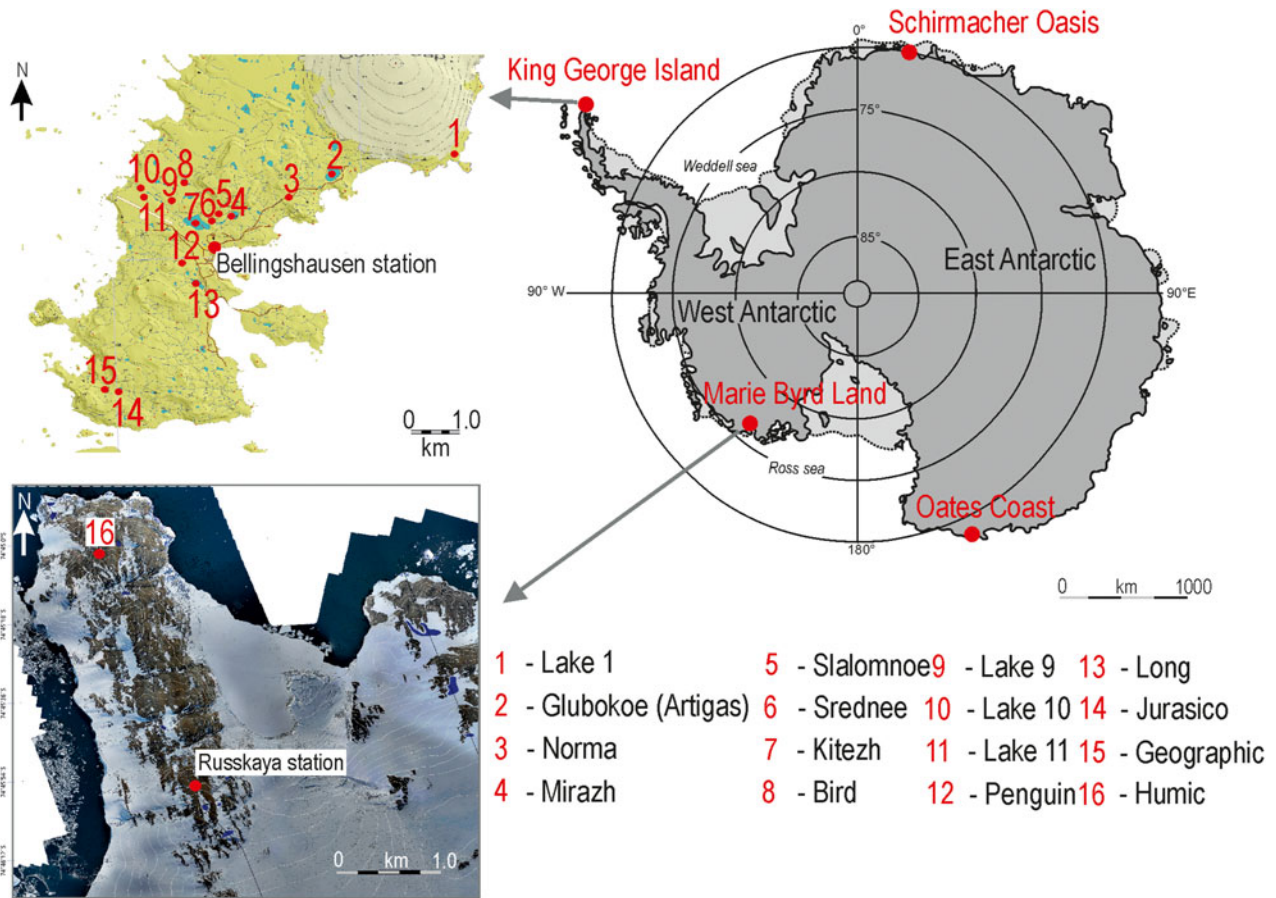 N
1
2
3
4
5
6
7
8
9
10
11
12
13
14
15
Bellingshausen station
0 1.0
km
King George Island
Schirmacher Oasis
0°
75°
Weddell sea
85°
East Antarctic
90° W
90°E
West Antarctic
Marie Byrd Land
Ross sea
Oates Coast
180°
0 km 1000
N
16
Russkaya station
0 km 1.0
1 - Lake 1
2 - Glubokoe (Artigas)
3 - Norma
4 - Mirazh
5 - Slalomnoe
6 - Srednee
7 - Kitezh
8 - Bird
9 - Lake 9
10 - Lake 10
11 - Lake 11
12 - Penguin
13 - Long
14 - Jurasico
15 - Geographic
16 - Humic